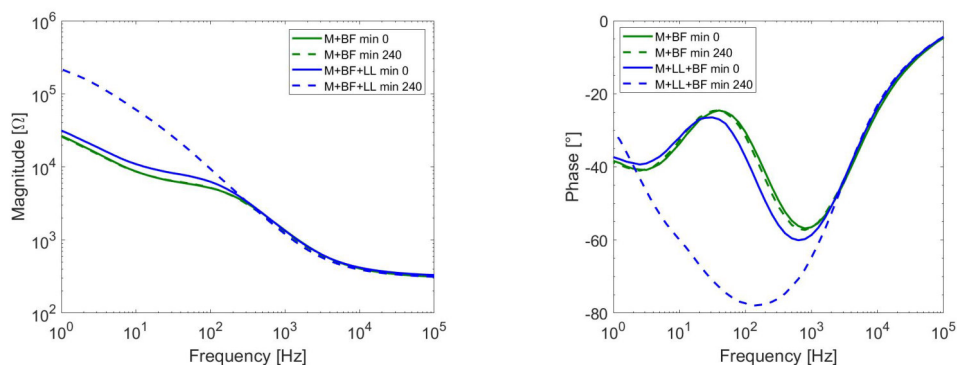 10^6
10^5
10^4
10^3
10^2
Magnitude [Ω]
M+BF min 0
M+BF min 240
M+BF+LL min 0
M+BF+LL min 240
10^0 10^1 10^2 10^3 10^4 10^5
Frequency [Hz]
0
-20
-40
-60
-80
Phase [°]
M+BF min 0
M+BF min 240
M+LL+BF min 0
M+LL+BF min 240
10^0 10^1 10^2 10^3 10^4 10^5
Frequency [Hz]